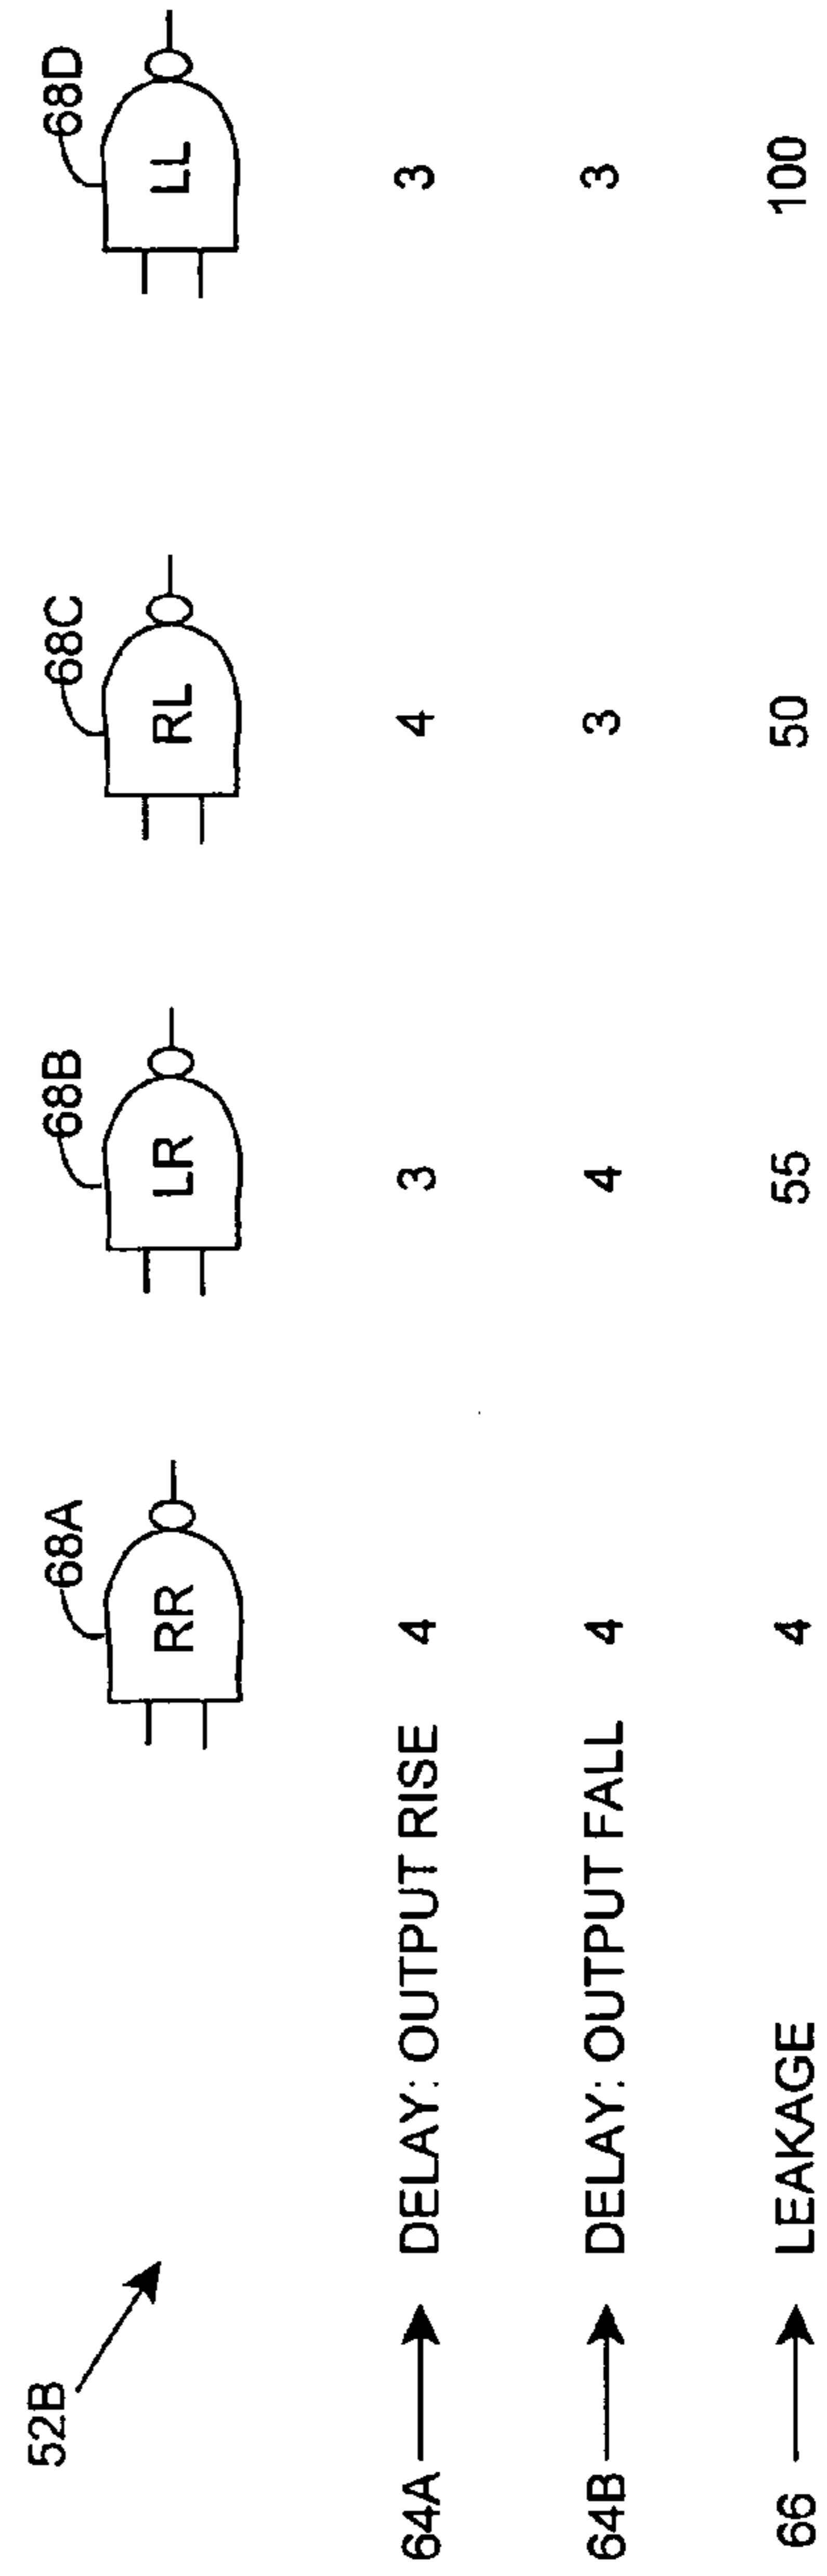 52B
68A 68B 68C 68D
RR LR RL LL
64A DELAY: OUTPUT RISE 4 3 4 3
64B DELAY: OUTPUT FALL 4 4 3 3
66 LEAKAGE 4 55 50 100